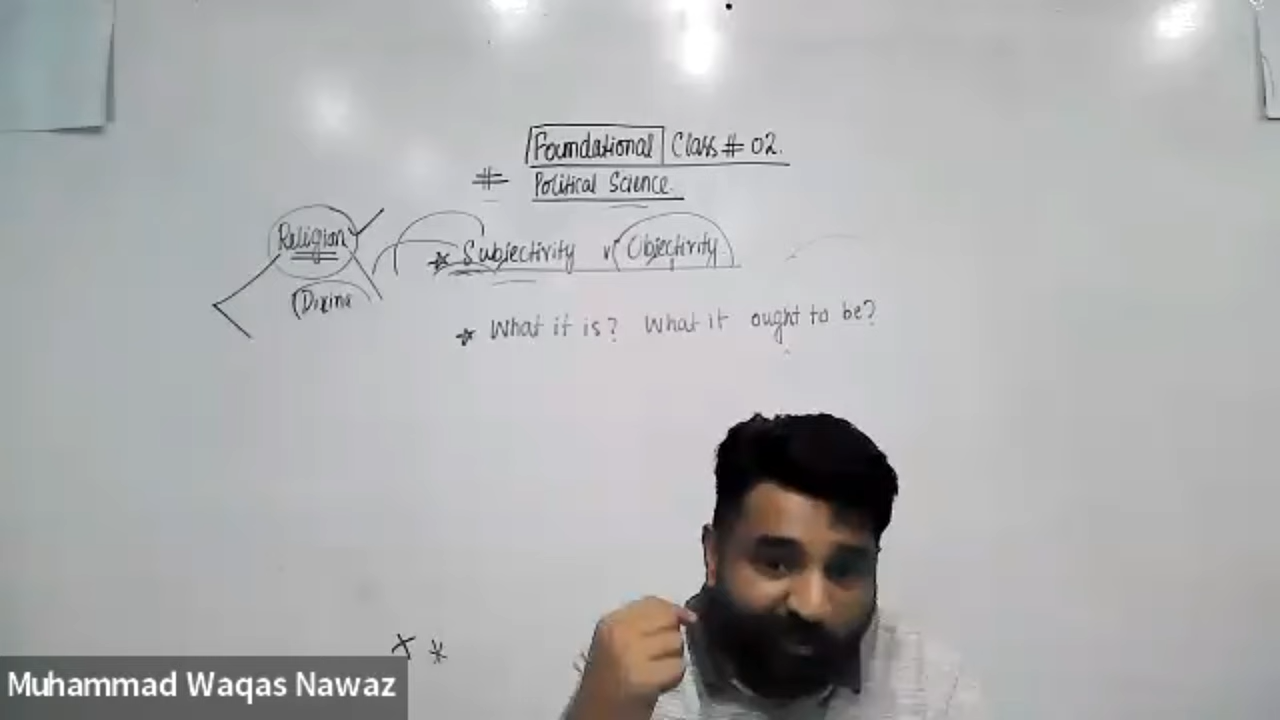 Foundational Class # 02.
# Political Science.
Religion
* Subjectivity v Objectivity
(Divine
* What it is? What it ought to be?
x *
Muhammad Waqas Nawaz